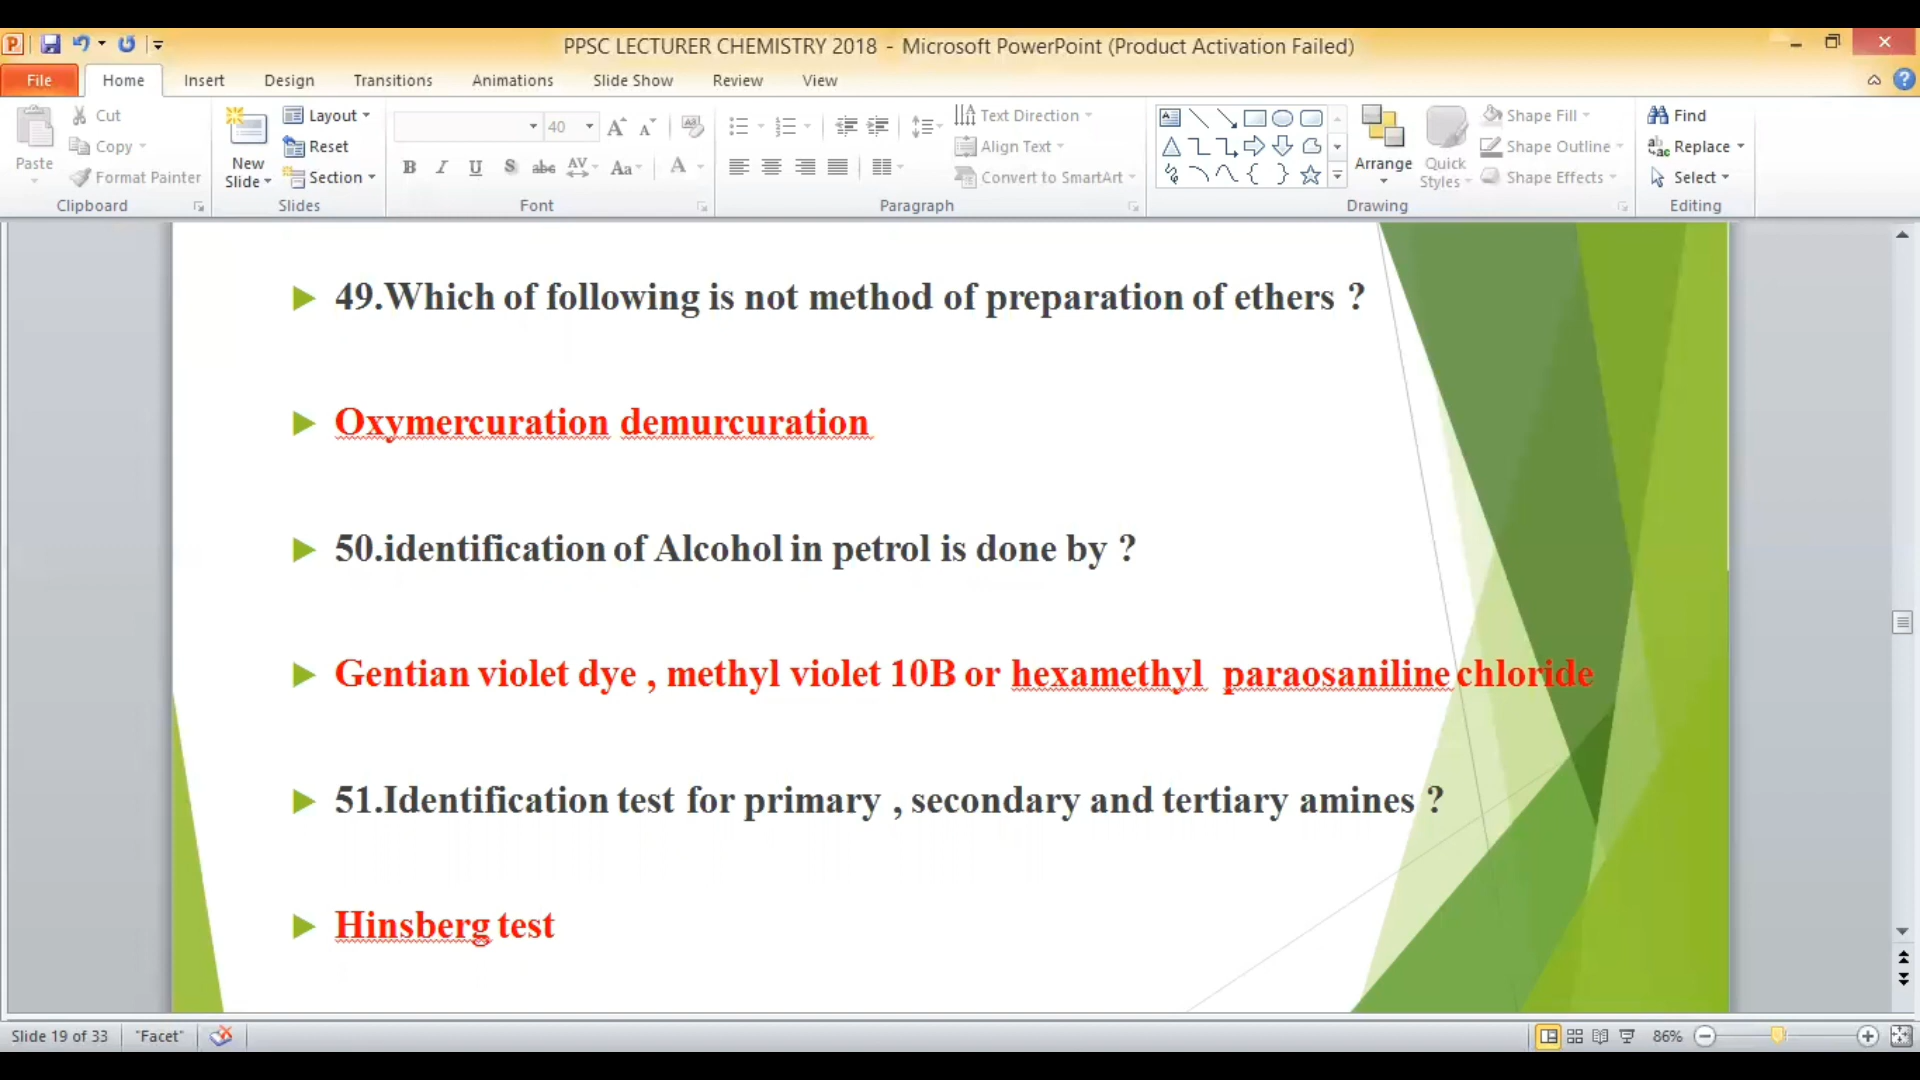 PPSC LECTURER CHEMISTRY 2018 - Microsoft PowerPoint (Product Activation Failed)
File Home Insert Design Transitions Animations Slide Show Review View
Paste
Cut
Copy
Format Painter
Clipboard
New Slide
Layout
Reset
Section
Slides
40
B I U S abc AV Aa A
Font
Text Direction
Align Text
Convert to SmartArt
Paragraph
Arrange
Quick Styles
Shape Fill
Shape Outline
Shape Effects
Drawing
Find
Replace
Select
Editing
49.Which of following is not method of preparation of ethers ?
Oxymercuration demurcuration
50.identification of Alcohol in petrol is done by ?
Gentian violet dye , methyl violet 10B or hexamethyl paraosaniline chloride
51.Identification test for primary , secondary and tertiary amines ?
Hinsberg test
Slide 19 of 33 "Facet" 86%